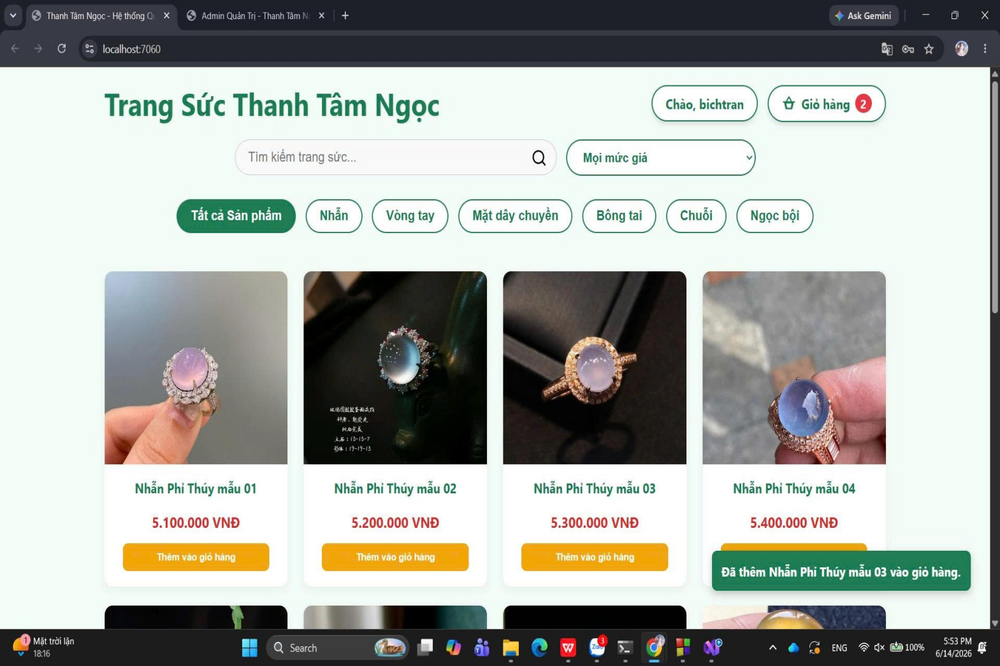 Thanh Tâm Ngọc - Hệ thống Qu
Admin Quản Trị - Thanh Tâm N
Ask Gemini
localhost:7060
Trang Sức Thanh Tâm Ngọc
Chào, bichtran
Giỏ hàng 2
Tìm kiếm trang sức...
Mọi mức giá
Tất cả Sản phẩm
Nhẫn
Vòng tay
Mặt dây chuyền
Bông tai
Chuỗi
Ngọc bội
主石：13-13-7
整体：19-19-13
Nhẫn Phỉ Thúy mẫu 01
Nhẫn Phỉ Thúy mẫu 02
Nhẫn Phỉ Thúy mẫu 03
Nhẫn Phỉ Thúy mẫu 04
5.100.000 VNĐ
5.200.000 VNĐ
5.300.000 VNĐ
5.400.000 VNĐ
Thêm vào giỏ hàng
Thêm vào giỏ hàng
Thêm vào giỏ hàng
Đã thêm Nhẫn Phỉ Thúy mẫu 03 vào giỏ hàng.
1
Mặt trời lặn
18:16
Search
Zalo
3
ENG
100%
5:53 PM
6/14/2026